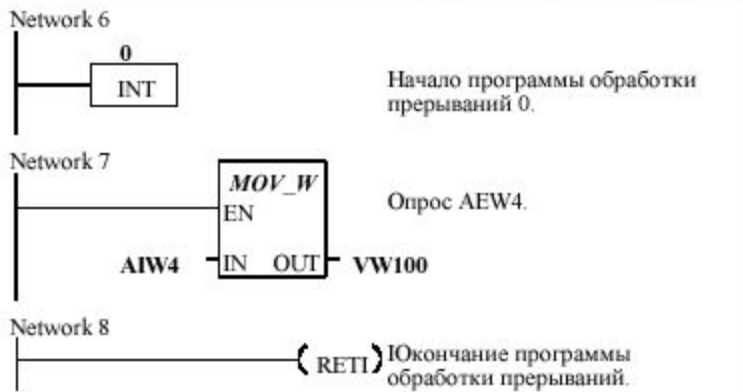 Network 6
0
INT
Начало программы обработки
прерываний 0.
Network 7
MOV_W
EN
Опрос AEW4.
AIW4 IN OUT VW100
Network 8
RETI Юкончание программы
обработки прерываний.